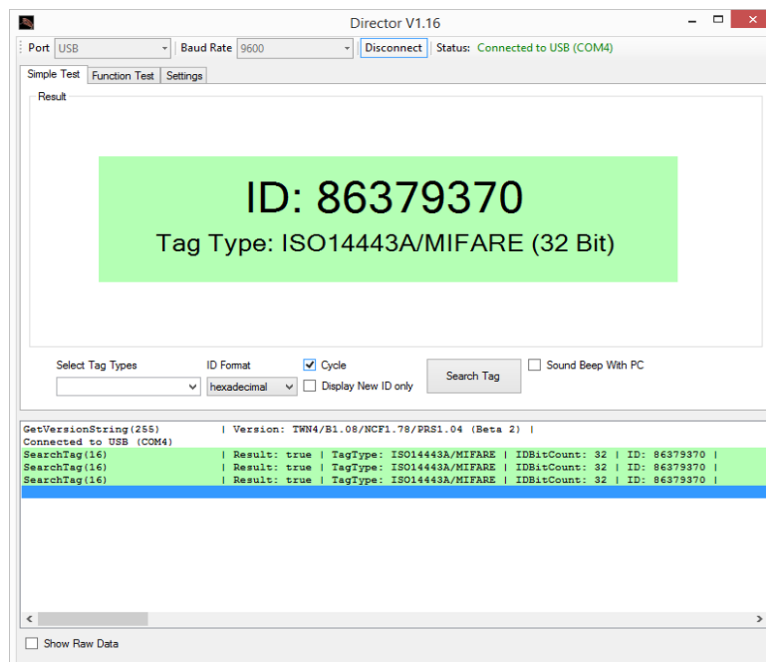 Director V1.16
Port USB Baud Rate 9600 Disconnect Status: Connected to USB (COM4)
Simple Test Function Test Settings
Result
ID: 86379370
Tag Type: ISO14443A/MIFARE (32 Bit)
Select Tag Types ID Format Cycle Sound Beep With PC
hexadecimal Display New ID only Search Tag
GetVersionString(255) | Version: TWN4/B1.08/NCF1.78/PRS1.04 (Beta 2) |
Connected to USB (COM4)
SearchTag(16) | Result: true | TagType: ISO14443A/MIFARE | IDBitCount: 32 | ID: 86379370 |
SearchTag(16) | Result: true | TagType: ISO14443A/MIFARE | IDBitCount: 32 | ID: 86379370 |
SearchTag(16) | Result: true | TagType: ISO14443A/MIFARE | IDBitCount: 32 | ID: 86379370 |
Show Raw Data